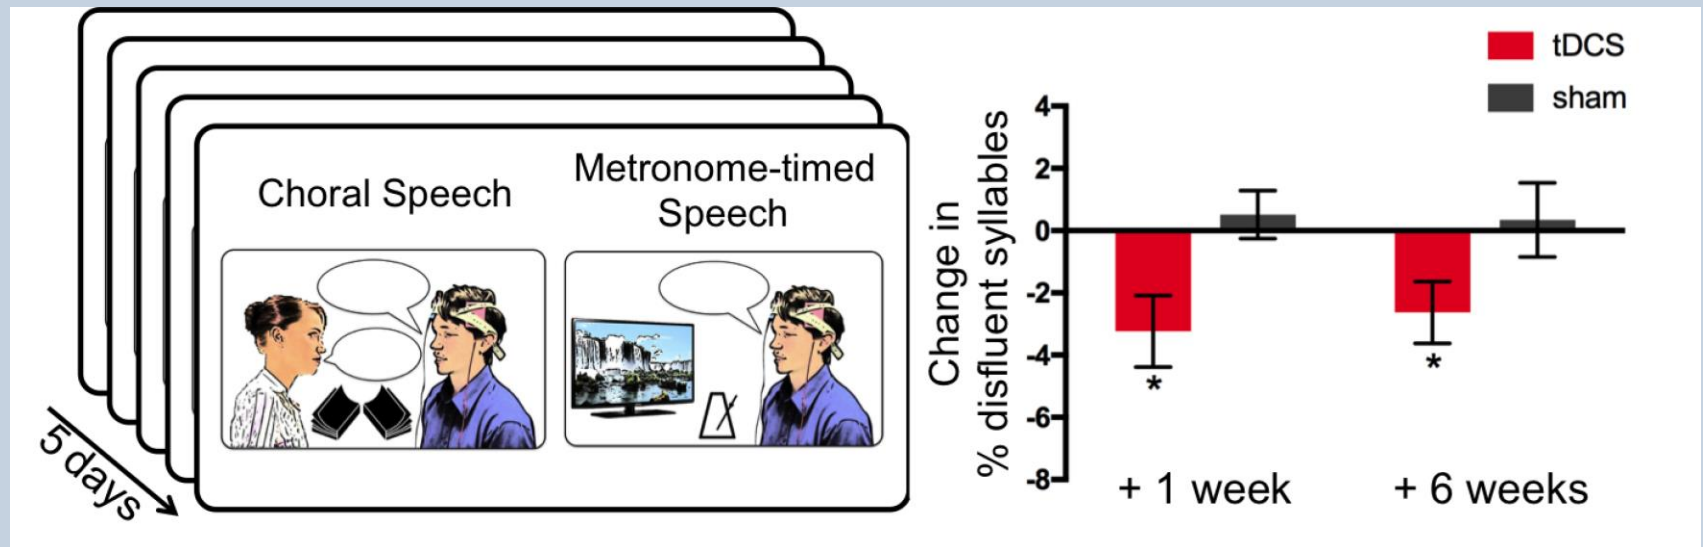 Choral Speech
Metronome-timed
Speech
5 days
tDCS
sham
Change in
% disfluent syllables
4
2
0
-2
-4
-6
-8
*
*
+ 1 week
+ 6 weeks